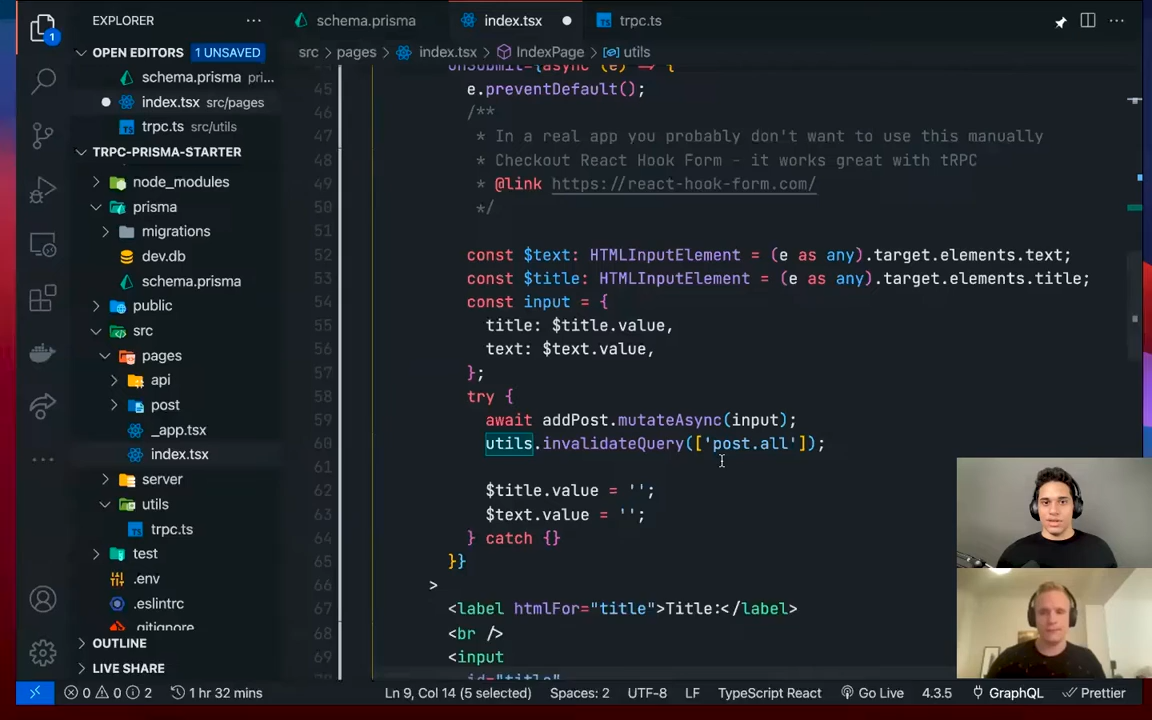 EXPLORER
OPEN EDITORS 1 UNSAVED
schema.prisma pri...
index.tsx src/pages
trpc.ts src/utils
TRPC-PRISMA-STARTER
node_modules
prisma
migrations
dev.db
schema.prisma
public
src
pages
api
post
_app.tsx
index.tsx
server
utils
trpc.ts
test
.env
.eslintrc
.gitignore
OUTLINE
LIVE SHARE
1
schema.prisma index.tsx trpc.ts
src > pages > index.tsx > IndexPage > utils
44 onSubmit={async (e) => {
45 e.preventDefault();
46 /**
47 * In a real app you probably don't want to use this manually
48 * Checkout React Hook Form - it works great with tRPC
49 * @link https://react-hook-form.com/
50 */
51
52 const $text: HTMLInputElement = (e as any).target.elements.text;
53 const $title: HTMLInputElement = (e as any).target.elements.title;
54 const input = {
55 title: $title.value,
56 text: $text.value,
57 };
58 try {
59 await addPost.mutateAsync(input);
60 utils.invalidateQuery(['post.all']);
61
62 $title.value = '';
63 $text.value = '';
64 } catch {}
65 }}
66 >
67 <label htmlFor="title">Title:</label>
68 <br />
69 <input
id="title"
0 0 2 1 hr 32 mins Ln 9, Col 14 (5 selected) Spaces: 2 UTF-8 LF TypeScript React Go Live 4.3.5 GraphQL Prettier